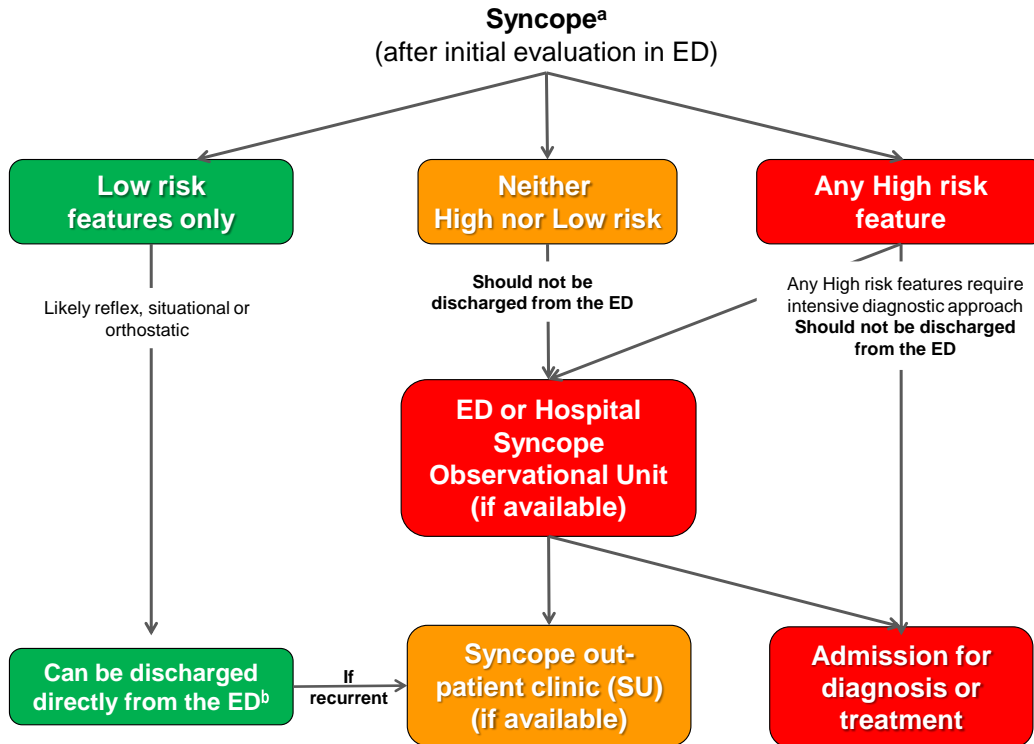 Syncopeᵃ
(after initial evaluation in ED)
Low risk
features only
Neither
High nor Low risk
Any High risk
feature
Likely reflex, situational or
orthostatic
Should not be
discharged from the ED
Any High risk features require
intensive diagnostic approach
Should not be discharged
from the ED
ED or Hospital
Syncope
Observational Unit
(if available)
Can be discharged
directly from the EDᵇ
If
recurrent
Syncope out-
patient clinic (SU)
(if available)
Admission for
diagnosis or
treatment